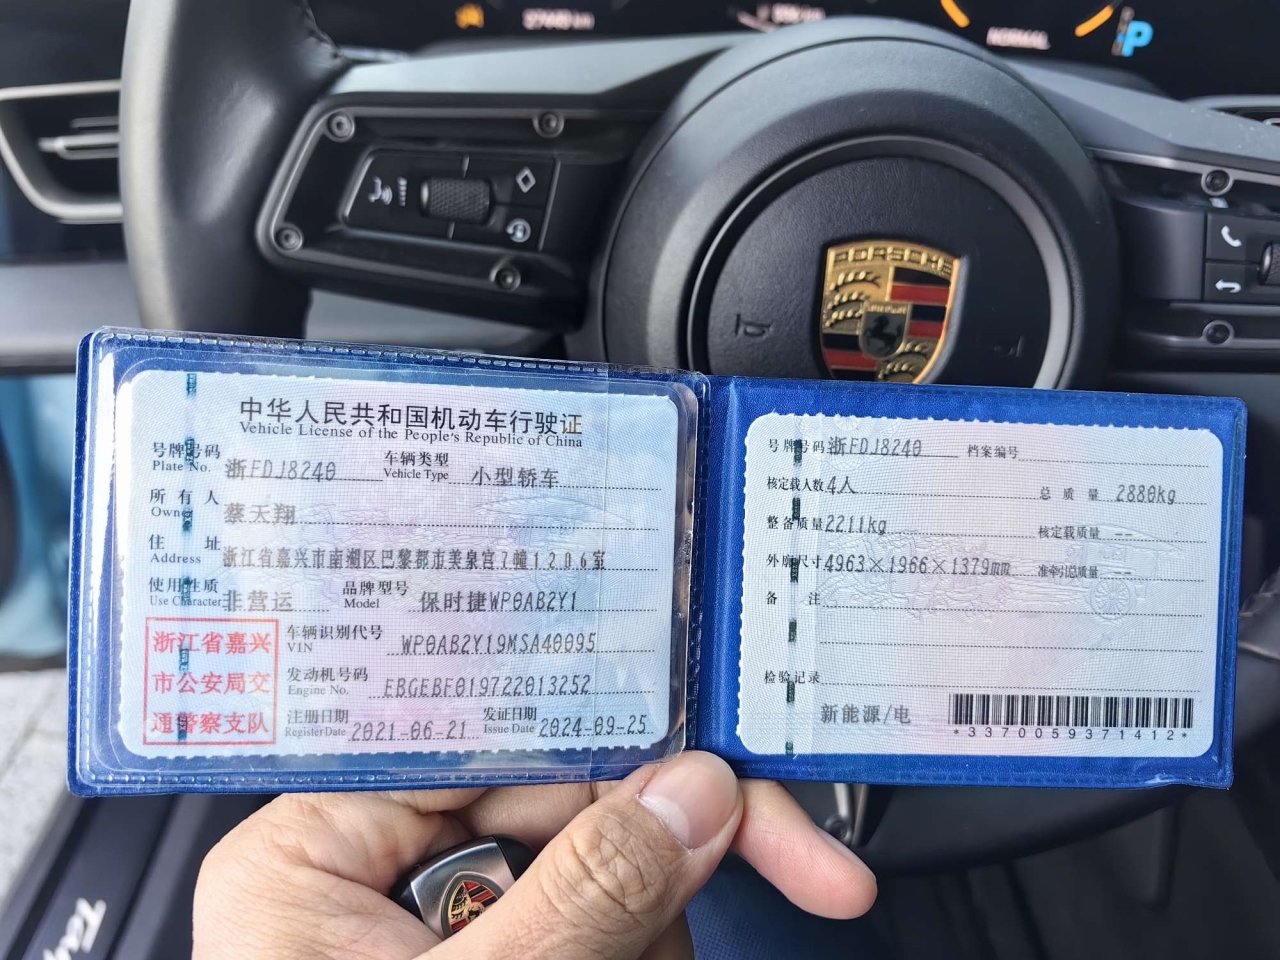 NORMAL
P
PORSCHE
中华人民共和国机动车行驶证
Vehicle License of the People's Republic of China
号牌号码 浙FDJ8240 车辆类型 小型轿车
Plate No. Vehicle Type
所有人 蔡天翔
Owner
住址 浙江省嘉兴市南湖区巴黎都市美泉宫7幢1206室
Address
使用性质 非营运 品牌型号 保时捷WP0AB2Y1
Use Character Model
浙江省嘉兴
市公安局交
通警察支队
车辆识别代号 WP0AB2Y19MSA40095
VIN
发动机号码 EBGEBF019722013252
Engine No.
注册日期 2021-06-21 发证日期 2024-09-25
Register Date Issue Date
号牌号码 浙FDJ8240 档案编号
核定载人数 4人 总质量 2880kg
整备质量 2211kg 核定载质量 --
外廓尺寸 4963×1966×1379mm 准牵引总质量 --
备注
检验记录
新能源/电
*3370059371412*
Tay